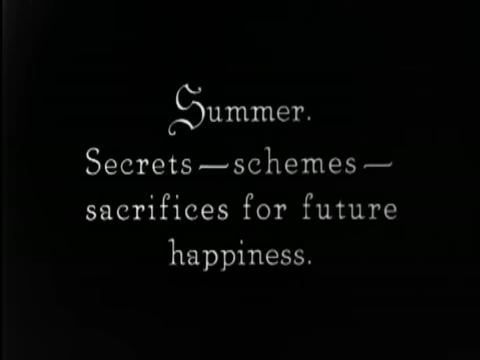 Summer.
Secrets—schemes—
sacrifices for future
happiness.